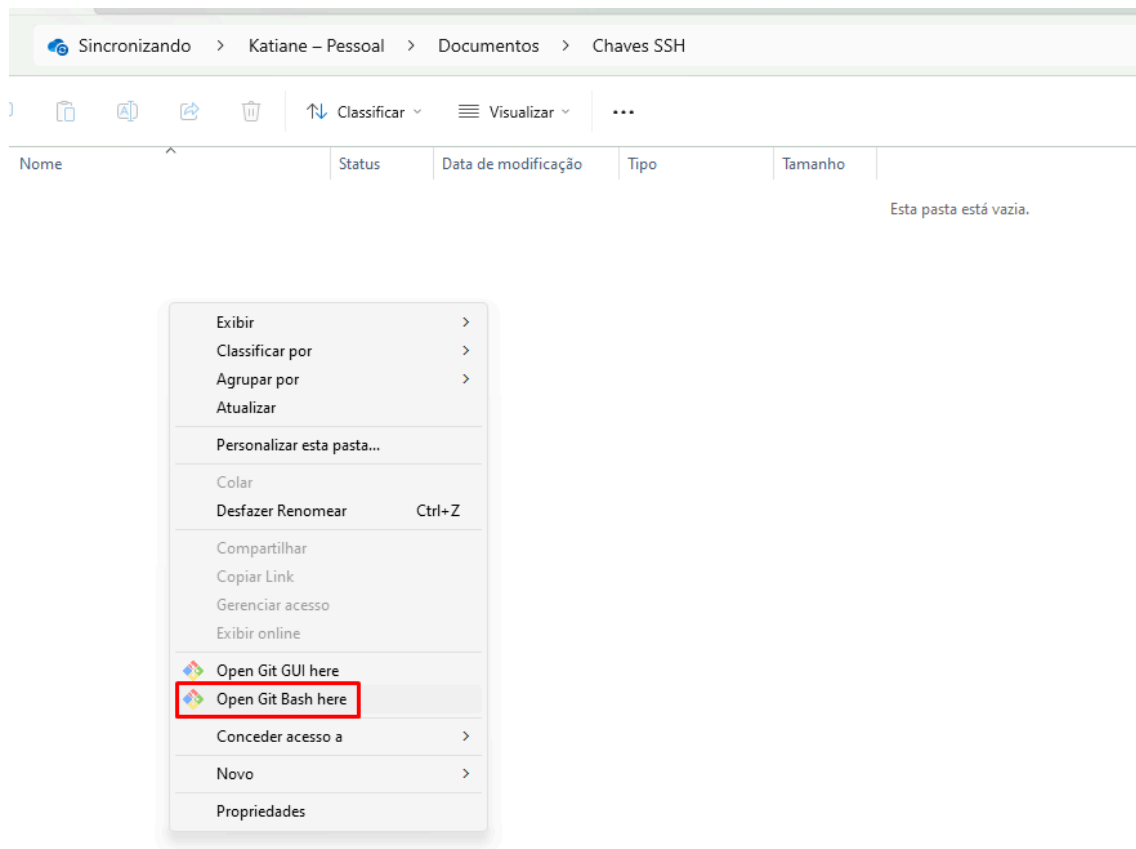 Sincronizando > Katiane – Pessoal > Documentos > Chaves SSH
Classificar Visualizar ...
Nome Status Data de modificação Tipo Tamanho
Esta pasta está vazia.
Exibir >
Classificar por >
Agrupar por >
Atualizar
Personalizar esta pasta...
Colar
Desfazer Renomear Ctrl+Z
Compartilhar
Copiar Link
Gerenciar acesso
Exibir online
Open Git GUI here
Open Git Bash here
Conceder acesso a >
Novo >
Propriedades